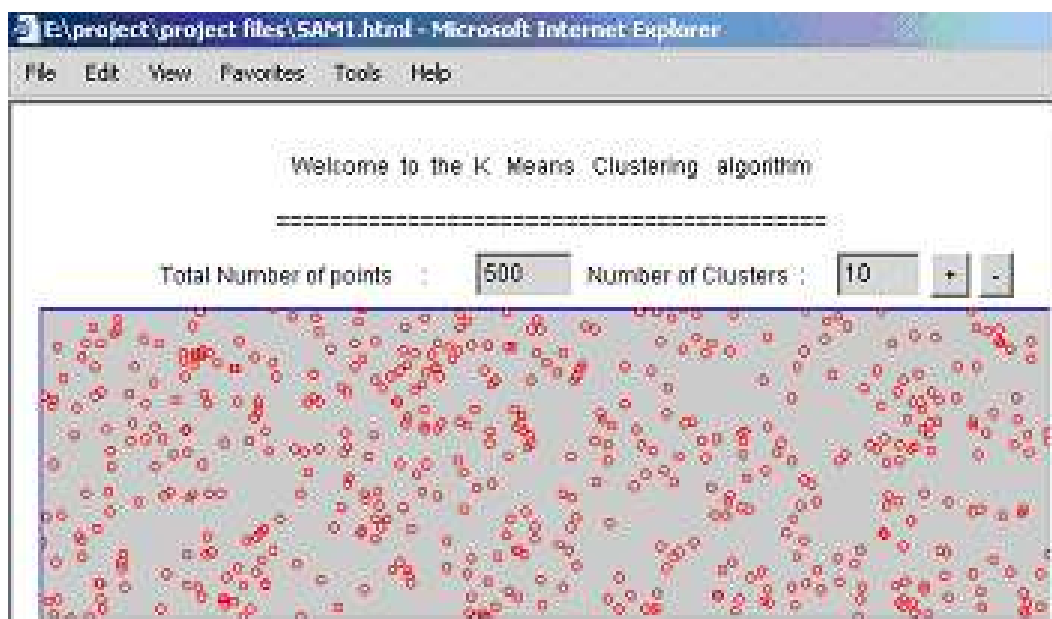 E:\project\project files\SAM1.html - Microsoft Internet Explorer
File Edit View Favorites Tools Help
Welcome to the K Means Clustering algorithm
==========================================
Total Number of points : 500 Number of Clusters : 10 + -